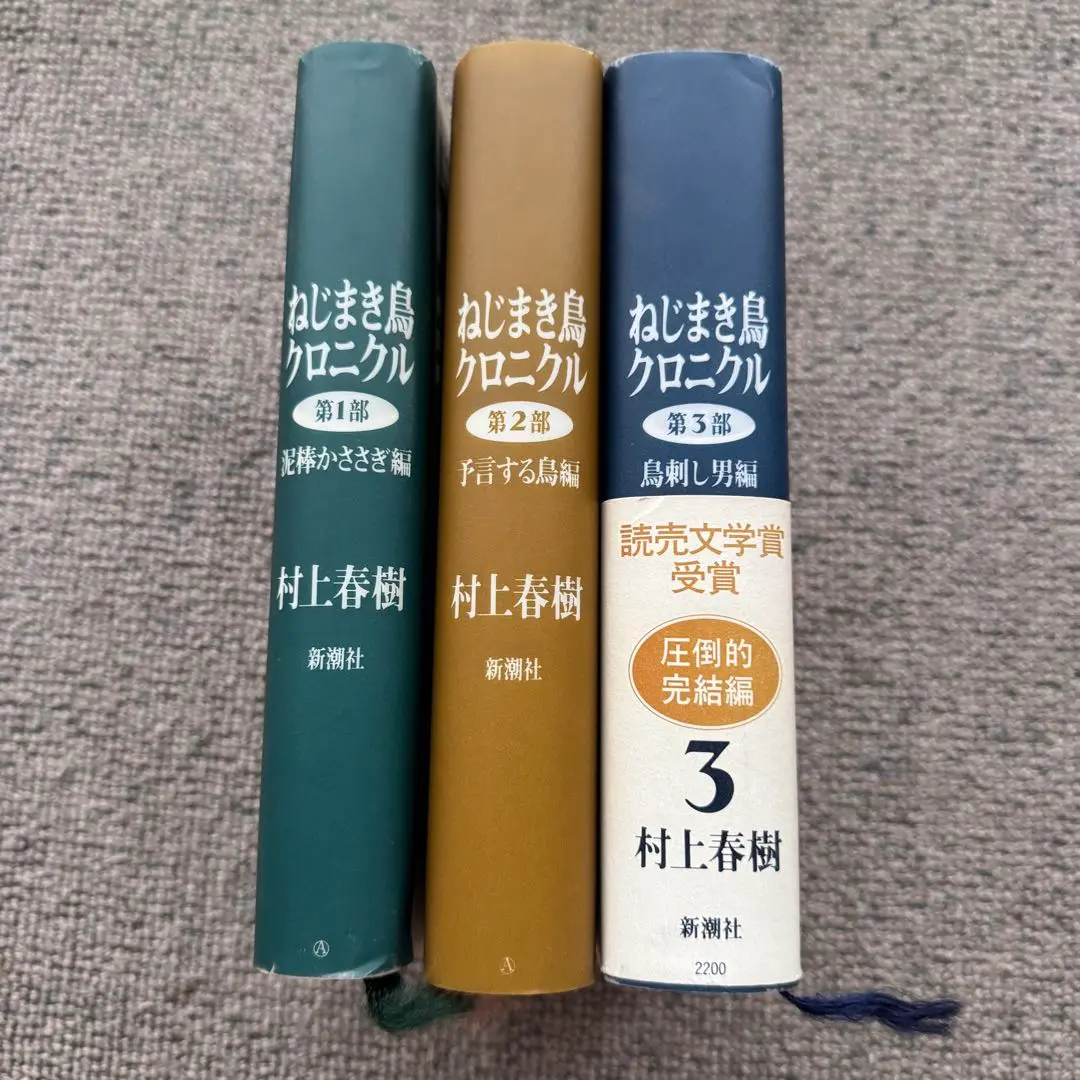 ねじまき鳥
クロニクル
第1部
泥棒かささぎ編
村上春樹
新潮社
A
ねじまき鳥
クロニクル
第2部
予言する鳥編
村上春樹
新潮社
A
ねじまき鳥
クロニクル
第3部
鳥刺し男編
読売文学賞
受賞
圧倒的
完結編
3
村上春樹
新潮社
2200